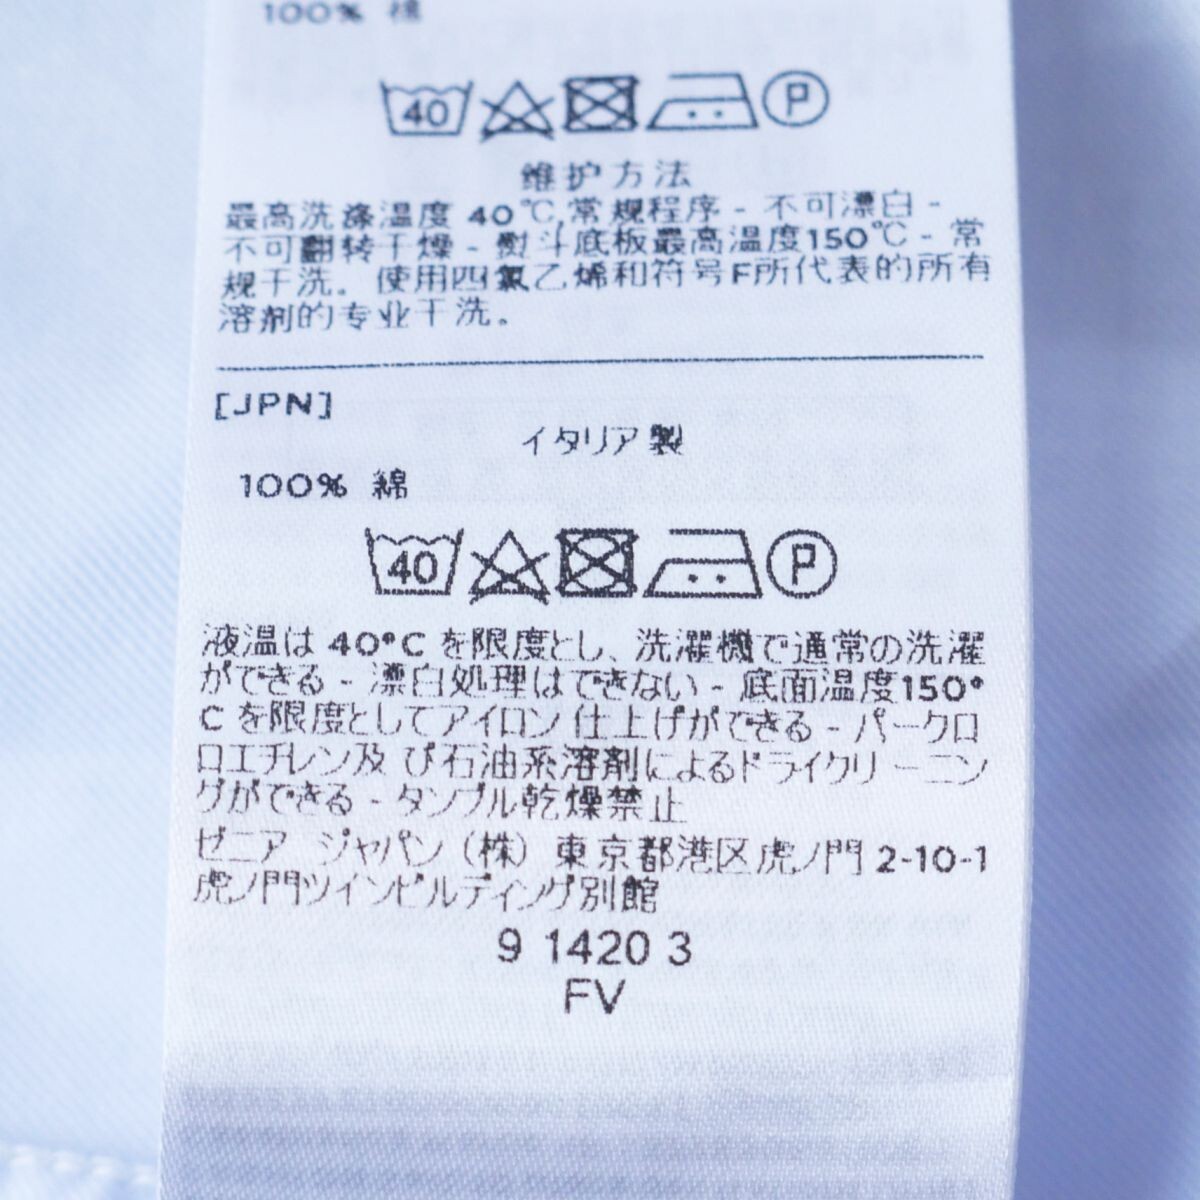 100% 棉
40 P
维护方法
最高洗涤温度 40℃,常规程序 - 不可漂白 -
不可翻转干燥 - 熨斗底板最高温度150℃ - 常
规干洗。使用四氯乙烯和符号F所代表的所有
溶剂的专业干洗。
[JPN]
イタリア製
100% 綿
40 P
液温は 40°C を限度とし、洗濯機で通常の洗濯
ができる - 漂白処理はできない - 底面温度150°
C を限度としてアイロン 仕上げができる - パークロ
ロエチレン及 び石油系溶剤によるドライクリ ーニン
グができる - タンブル乾燥禁止
ゼニア ジャパン（株） 東京都港区虎ノ門 2-10-1
虎ノ門ツインビルディング別館
9 1420 3
FV